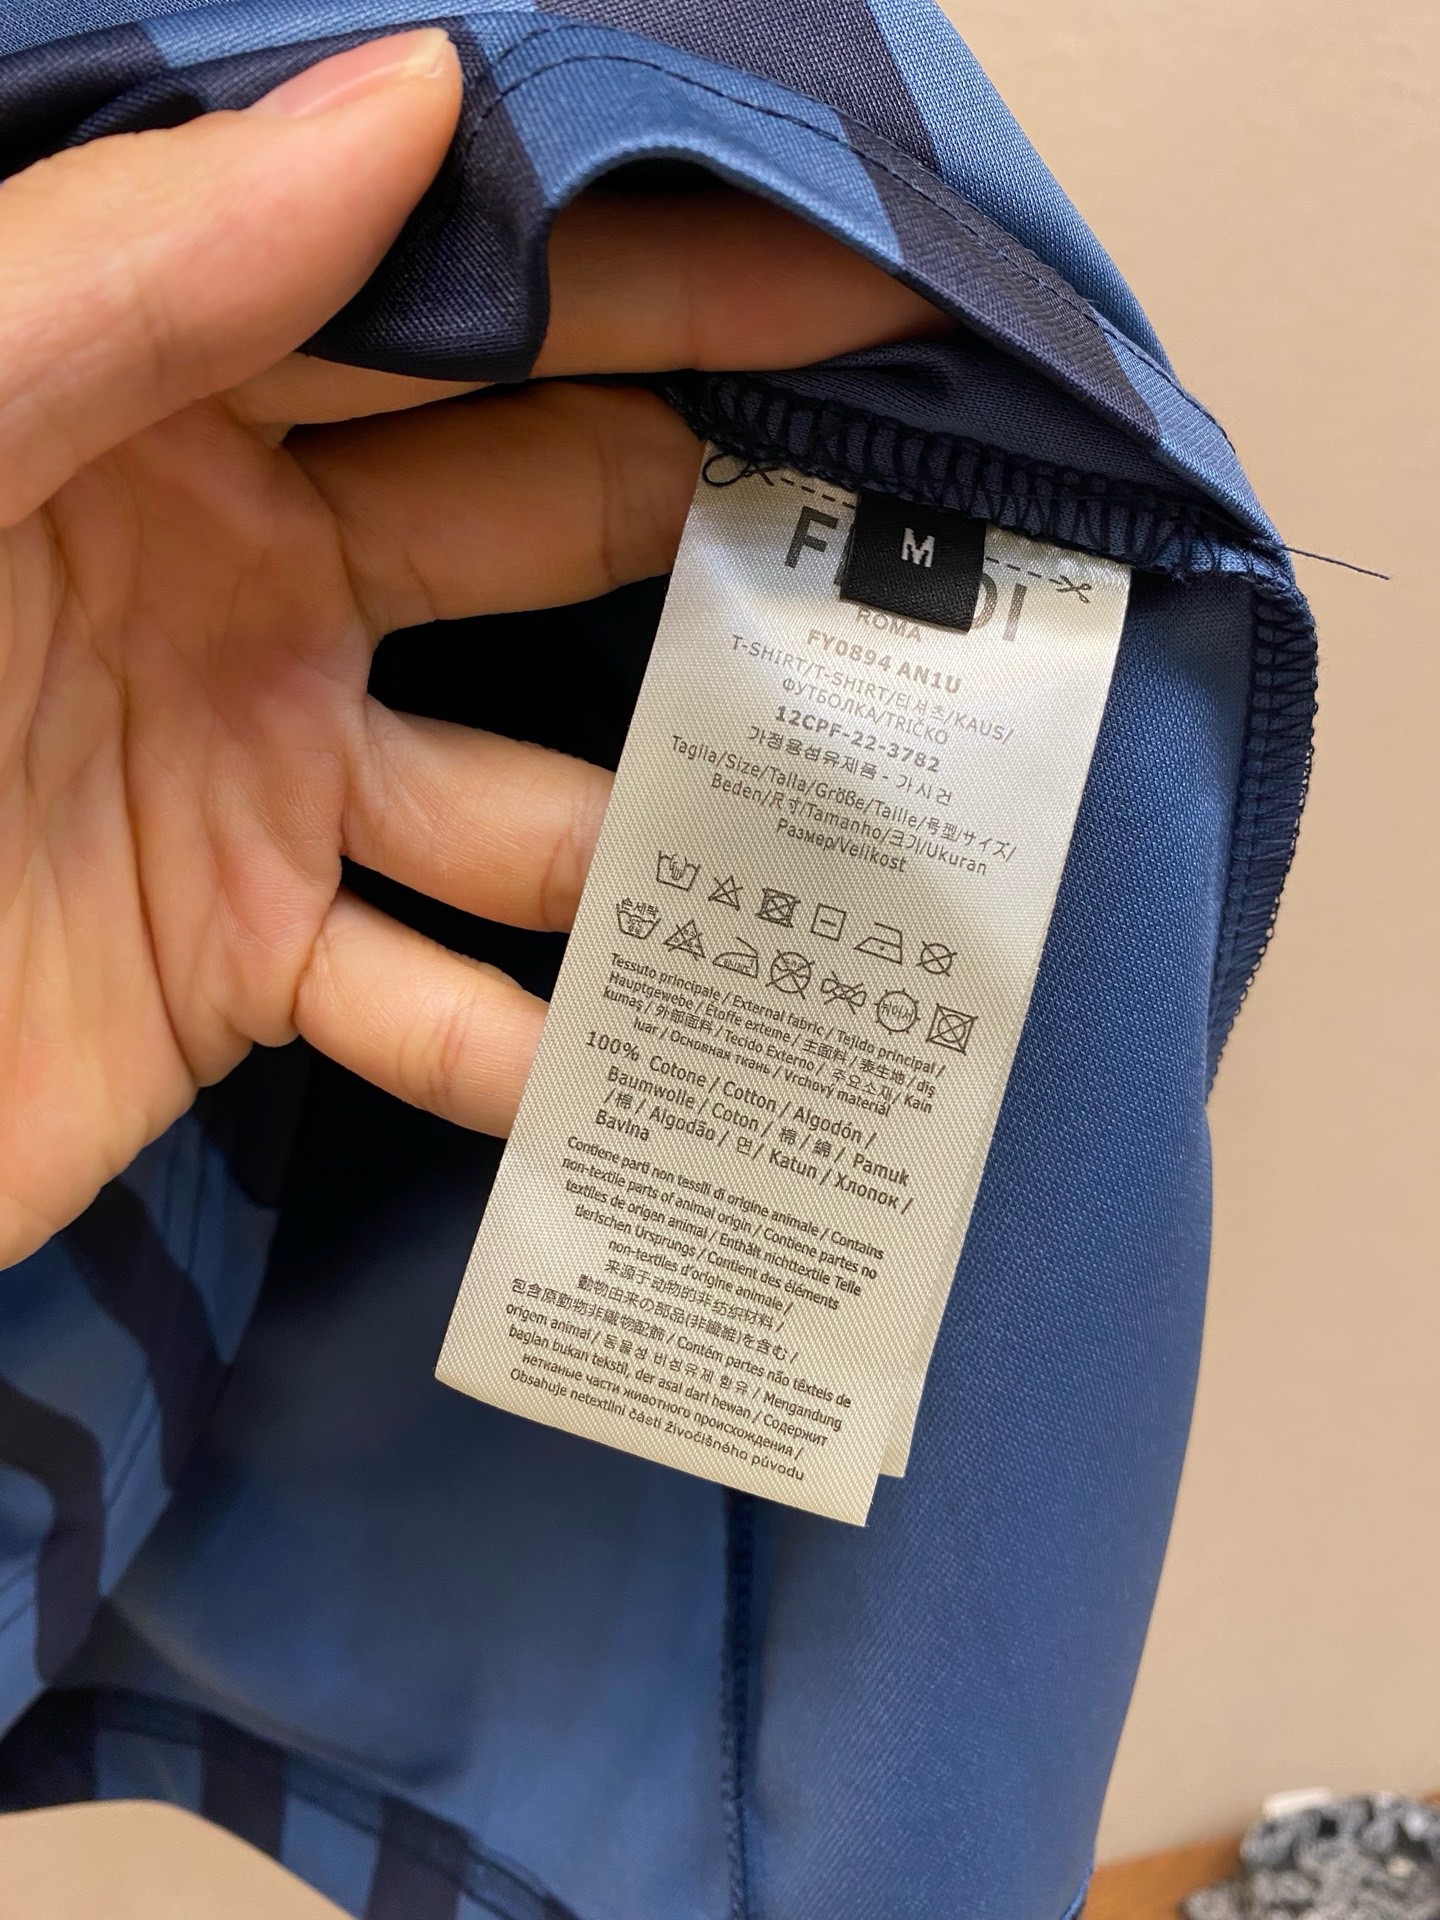 M
ROMA
FY0894 AN1U
T-SHIRT/T-SHIRT/티셔츠/KAUS/
ФУТБОЛКА/TRIČKO
12CPF-22-3782
가정용섬유제품 - 가시건
Taglia/Size/Talla/Größe/Taille/号型/サイズ/
Beden/尺寸/Tamanho/크기/Ukuran
Размер/Velikost
손세탁
Tessuto principale / External fabric / Tejido principal /
Hauptgewebe / Étoffe externe / 主面料 / 表生地 / dış
kumaş / 外部面料 / Tecido Externo / 주요소재 / Kain
luar / Основная ткань / Vrchový materiál
100% Cotone / Cotton / Algodón /
Baumwolle / Coton / 棉 / 綿 / Pamuk
/ 棉 / Algodão / 면 / Katun / Хлопок /
Bavlna
Contiene parti non tessili di origine animale / Contains
non-textile parts of animal origin / Contiene partes no
textiles de origen animal / Enthält nichttextile Teile
tierischen Ursprungs / Contient des éléments
non-textiles d'origine animale /
来源于动物的非纺织材料 /
動物由来の部品(非繊維)を含む /
包含原動物非織物配飾 / Contém partes não têxteis de
origem animal / 동물성 비섬유제 함유 / Mengandung
bagian bukan tekstil, der asal dari hewan / Содержит
нетканые части животного происхождения /
Obsahuje netextilní části živočišného původu